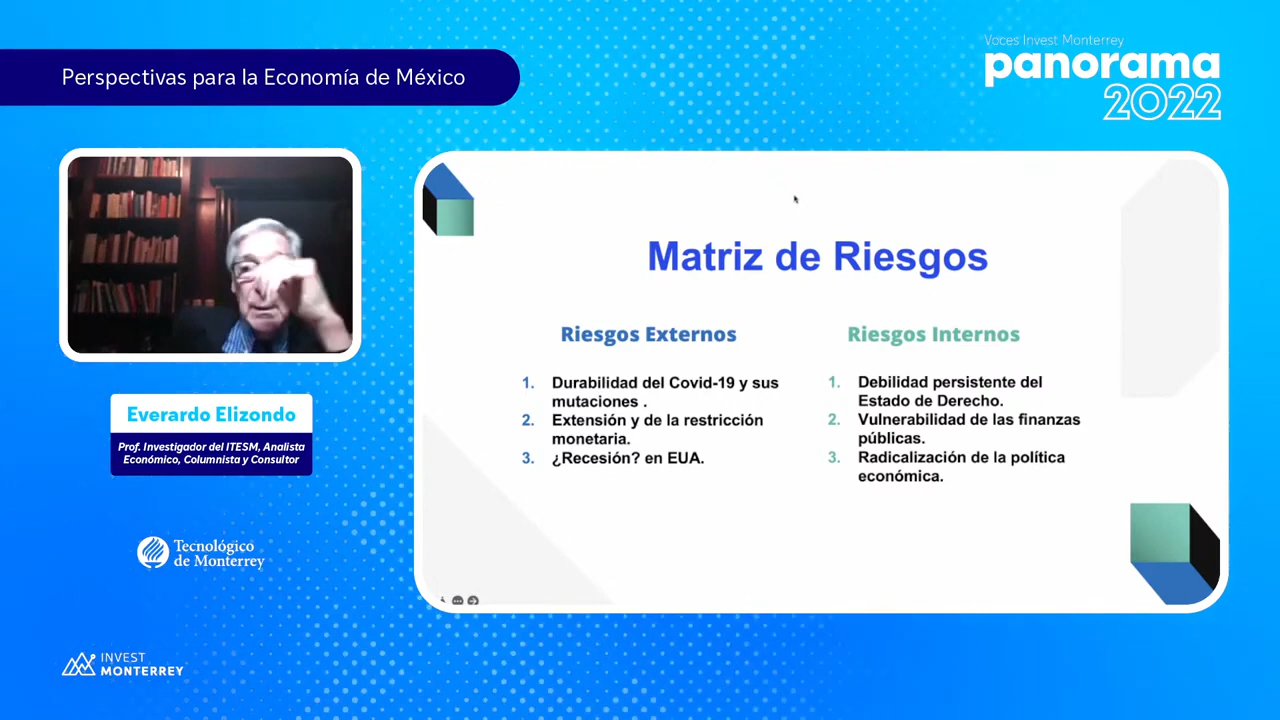 Perspectivas para la Economía de México
Voces Invest Monterrey
panorama
2022
Everardo Elizondo
Prof. Investigador del ITESM, Analista
Económico, Columnista y Consultor
Tecnológico
de Monterrey
INVEST
MONTERREY
Matriz de Riesgos
Riesgos Externos
1. Durabilidad del Covid-19 y sus
mutaciones .
2. Extensión y de la restricción
monetaria.
3. ¿Recesión? en EUA.
Riesgos Internos
1. Debilidad persistente del
Estado de Derecho.
2. Vulnerabilidad de las finanzas
públicas.
3. Radicalización de la política
económica.